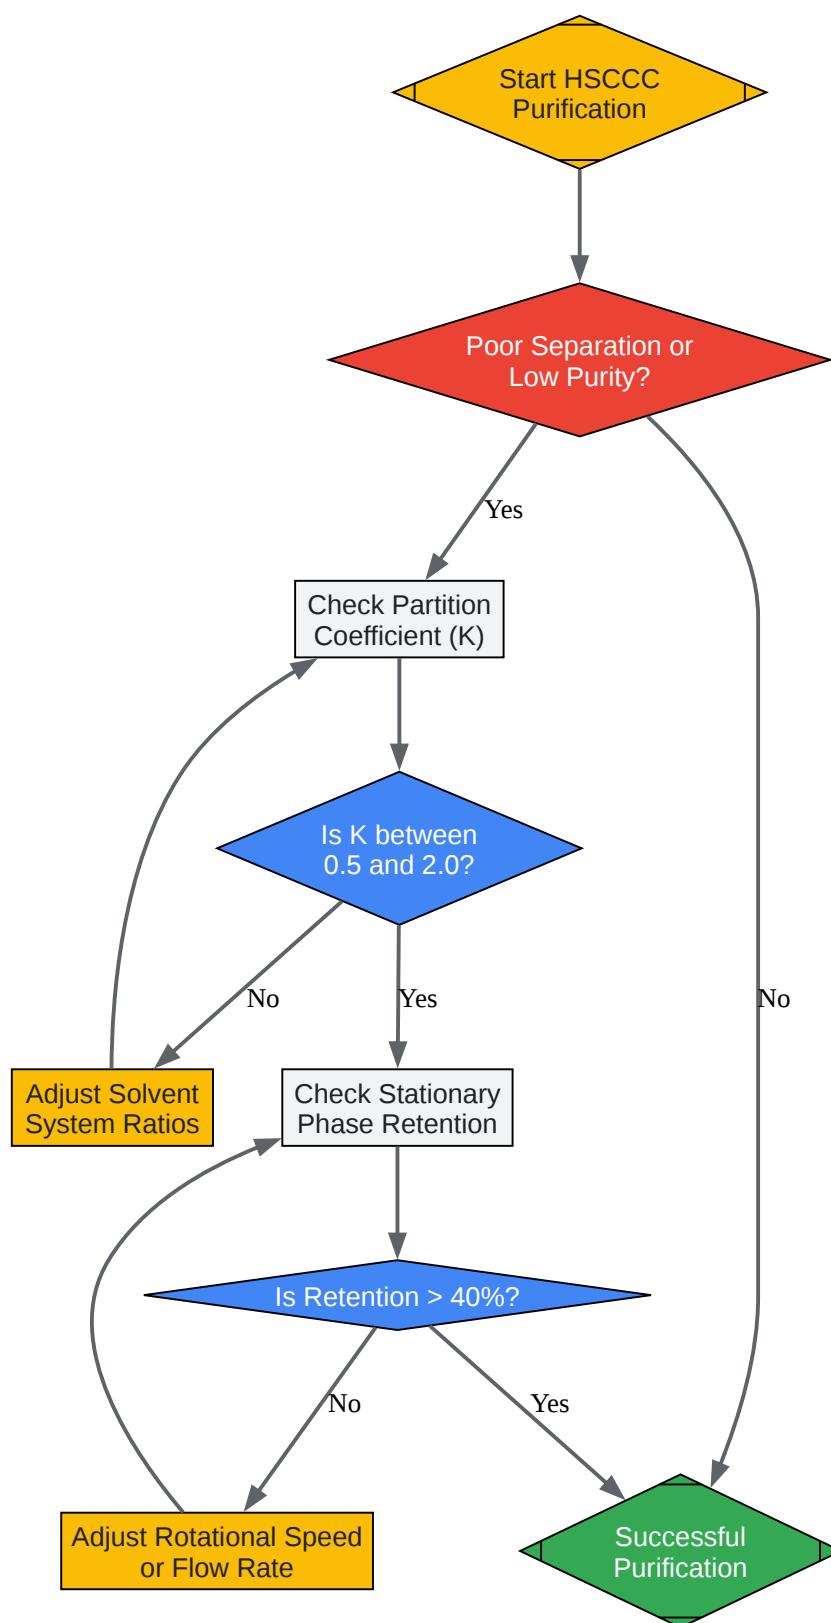 Start HSCCC
Purification
Poor Separation or
Low Purity?
Yes
Check Partition
Coefficient (K)
Is K between
0.5 and 2.0?
No
Yes
No
Adjust Solvent
System Ratios
Check Stationary
Phase Retention
Is Retention > 40%?
No
Yes
Adjust Rotational Speed
or Flow Rate
Successful
Purification